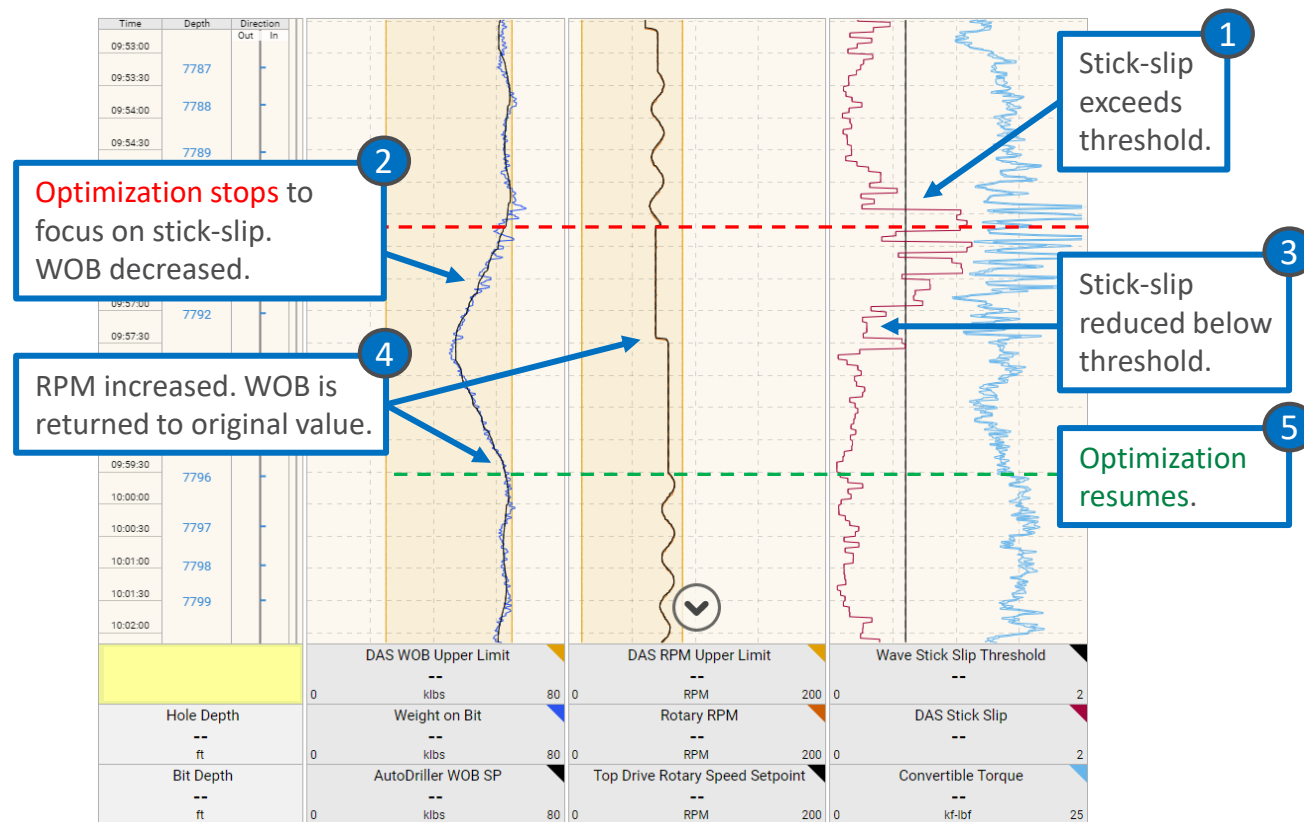 Time Depth Direction
Out In
09:53:00
7787
09:53:30
7788
09:54:00
09:54:30
7789
1
Stick-slip
exceeds
threshold.
2
Optimization stops to
focus on stick-slip.
WOB decreased.
3
Stick-slip
reduced below
threshold.
09:57:00
7792
09:57:30
4
RPM increased. WOB is
returned to original value.
5
Optimization
resumes.
09:59:30
7796
10:00:00
10:00:30
7797
10:01:00
7798
10:01:30
7799
10:02:00
DAS WOB Upper Limit
--
0 klbs 80
DAS RPM Upper Limit
--
0 RPM 200
Wave Stick Slip Threshold
--
0 2
Hole Depth
--
ft
Weight on Bit
--
0 klbs 80
Rotary RPM
--
0 RPM 200
DAS Stick Slip
--
0 2
Bit Depth
--
ft
AutoDriller WOB SP
--
0 klbs 80
Top Drive Rotary Speed Setpoint
--
0 RPM 200
Convertible Torque
--
0 kf-lbf 25